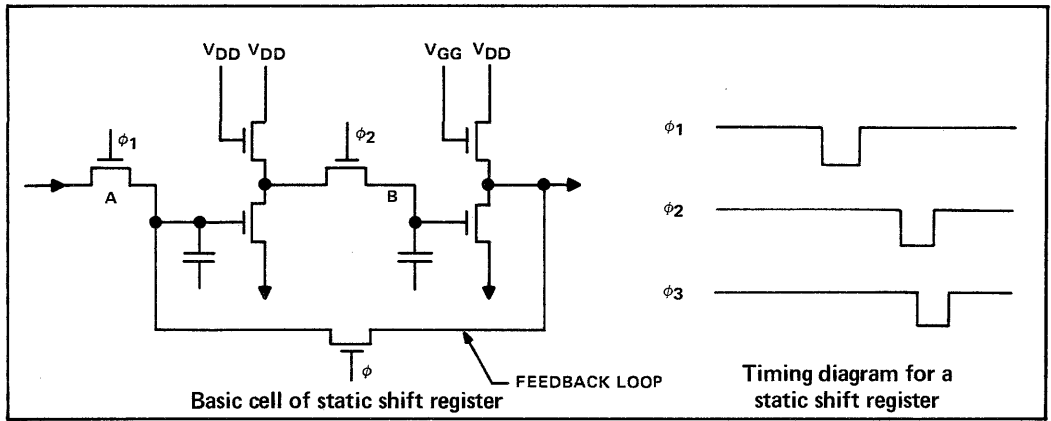 VDD VDD
VGG VDD
ϕ1
ϕ2
A
B
ϕ
FEEDBACK LOOP
Basic cell of static shift register
ϕ1
ϕ2
ϕ3
Timing diagram for a
static shift register